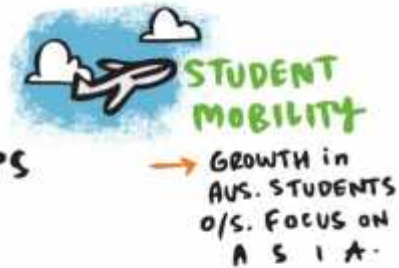 STUDENT
MOBILITY
→ GROWTH in
AUS. STUDENTS
O/S. FOCUS ON
A S I A.